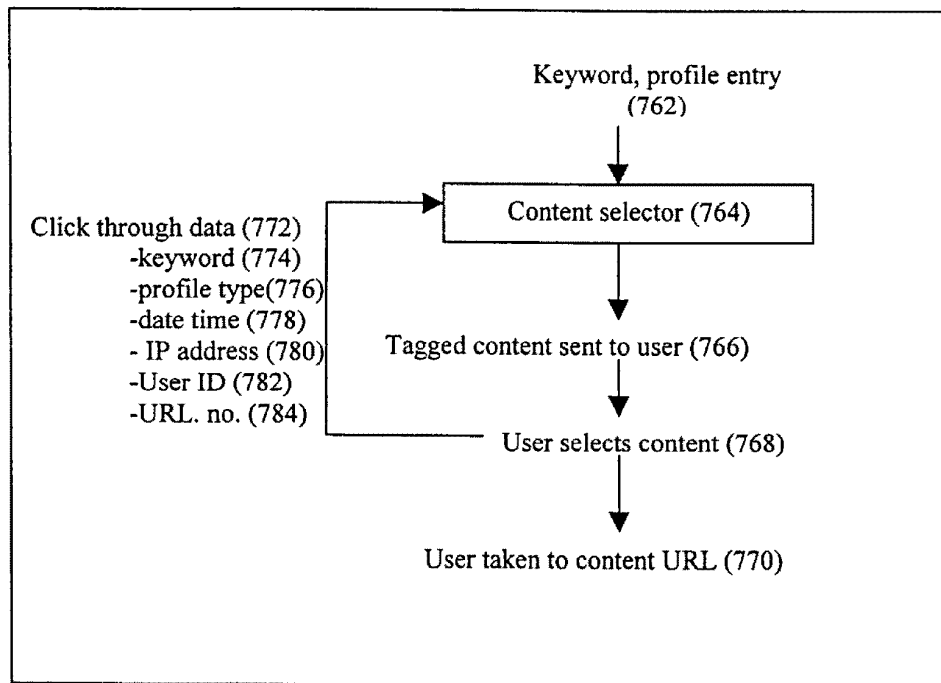 Keyword, profile entry
(762)
Content selector (764)
Click through data (772)
-keyword (774)
-profile type(776)
-date time (778)
- IP address (780)
-User ID (782)
-URL. no. (784)
Tagged content sent to user (766)
User selects content (768)
User taken to content URL (770)